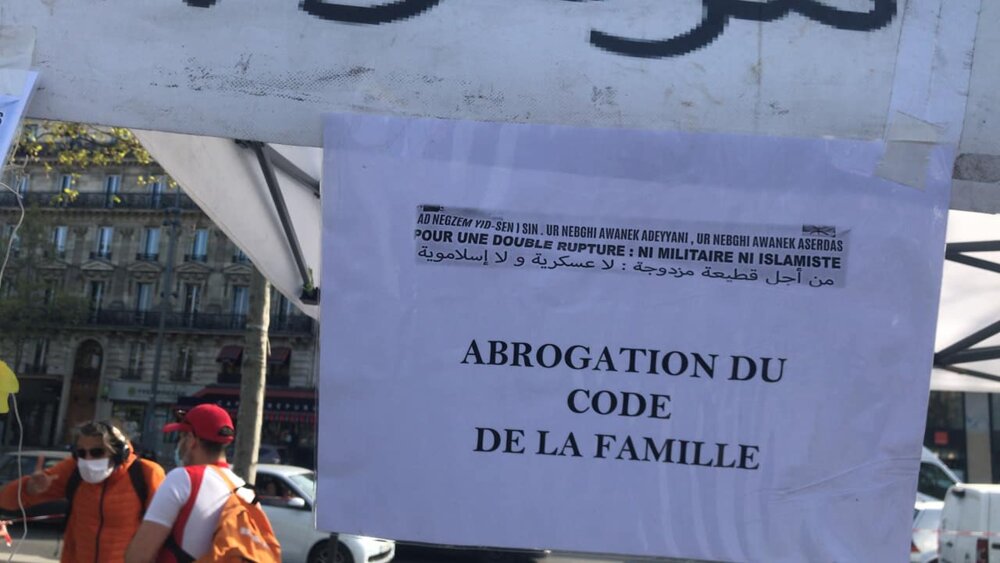 AD NEGZEM YID-SEN I SIN . UR NEBGHI AWANEK ADEYYANI , UR NEBGHI AWANEK ASERDAS
POUR UNE DOUBLE RUPTURE : NI MILITAIRE NI ISLAMISTE
من أجل قطيعة مزدوجة : لا عسكرية و لا إسلاموية
ABROGATION DU
CODE
DE LA FAMILLE